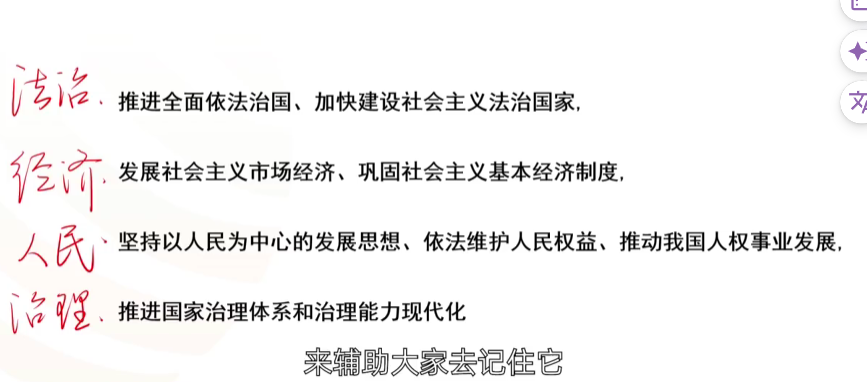 法治. 推进全面依法治国、加快建设社会主义法治国家,
经济. 发展社会主义市场经济、巩固社会主义基本经济制度,
人民. 坚持以人民为中心的发展思想、依法维护人民权益、推动我国人权事业发展,
治理. 推进国家治理体系和治理能力现代化
来辅助大家去记住它